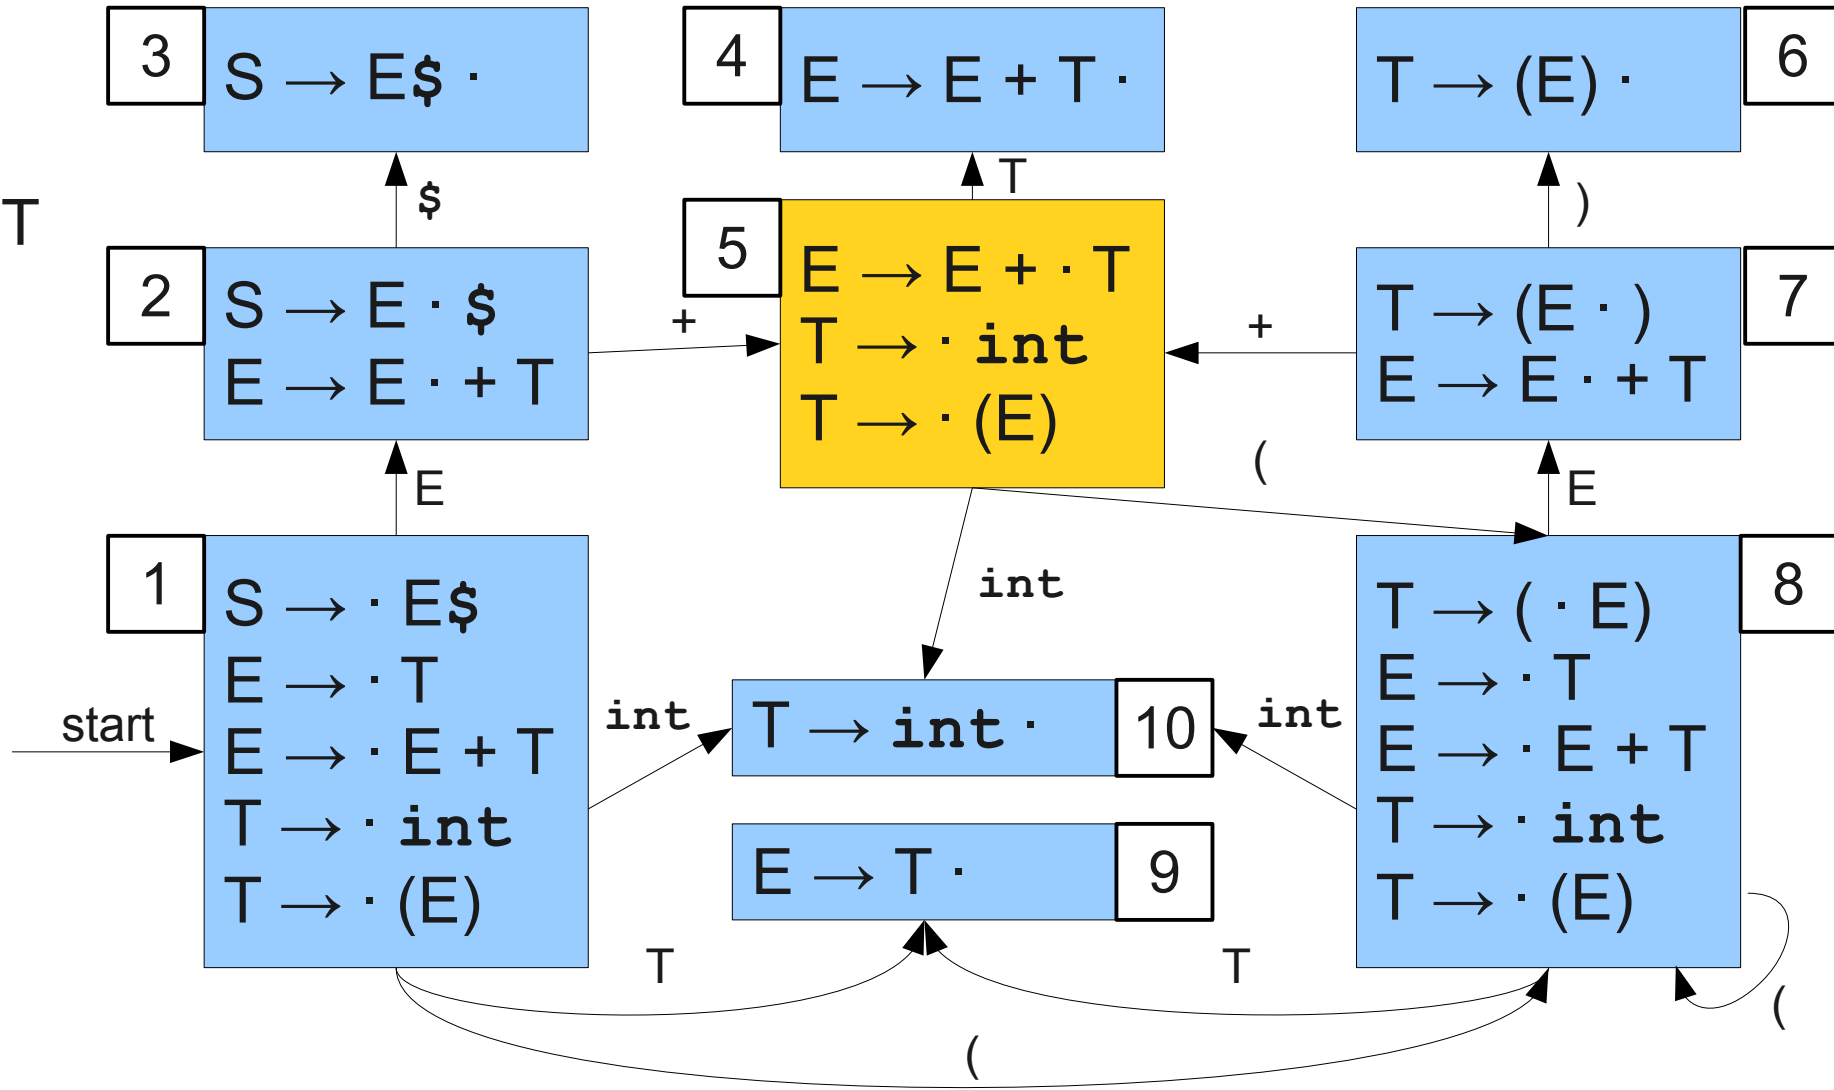 3
S → E$ ·
4
E → E + T ·
6
T → (E) ·
$
T
)
T
2
S → E · $
E → E · + T
+
5
E → E + · T
T → · int
T → · (E)
+
7
T → (E · )
E → E · + T
E
(
E
1
S → · E$
E → · T
E → · E + T
T → · int
T → · (E)
start
int
int
int
T → int · 10
E → T · 9
8
T → ( · E)
E → · T
E → · E + T
T → · int
T → · (E)
T
T
(
(